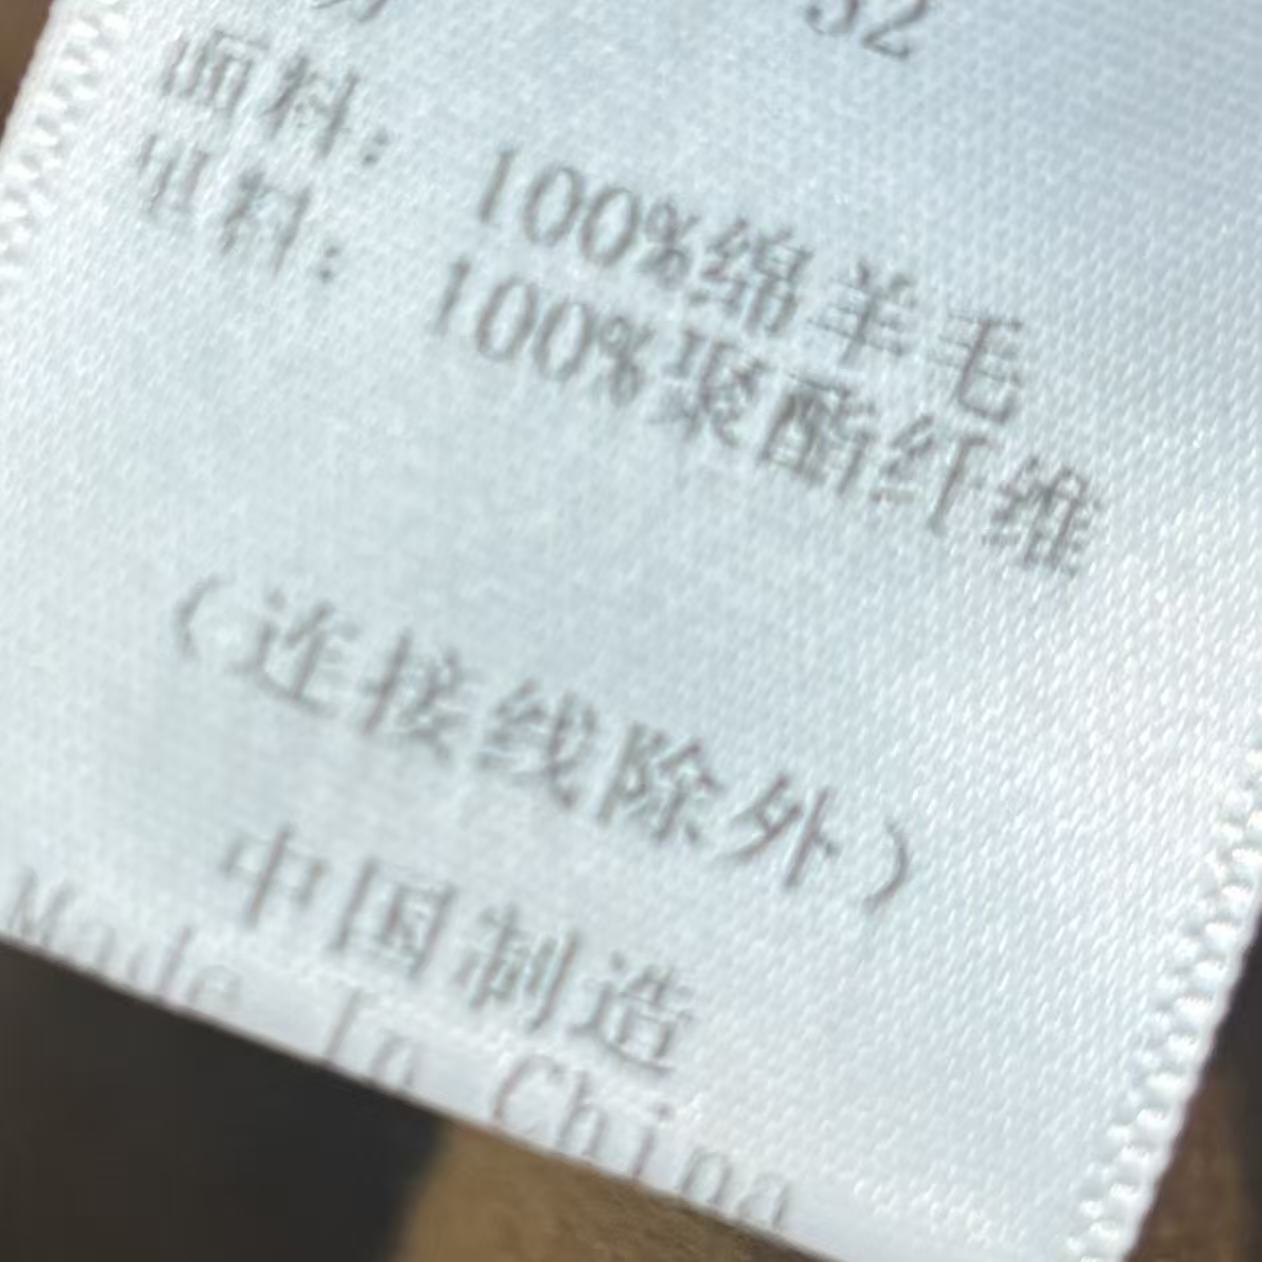 32
面料： 100%绵羊毛
里料： 100%聚酯纤维
（连接线除外）
中国制造
Made In China